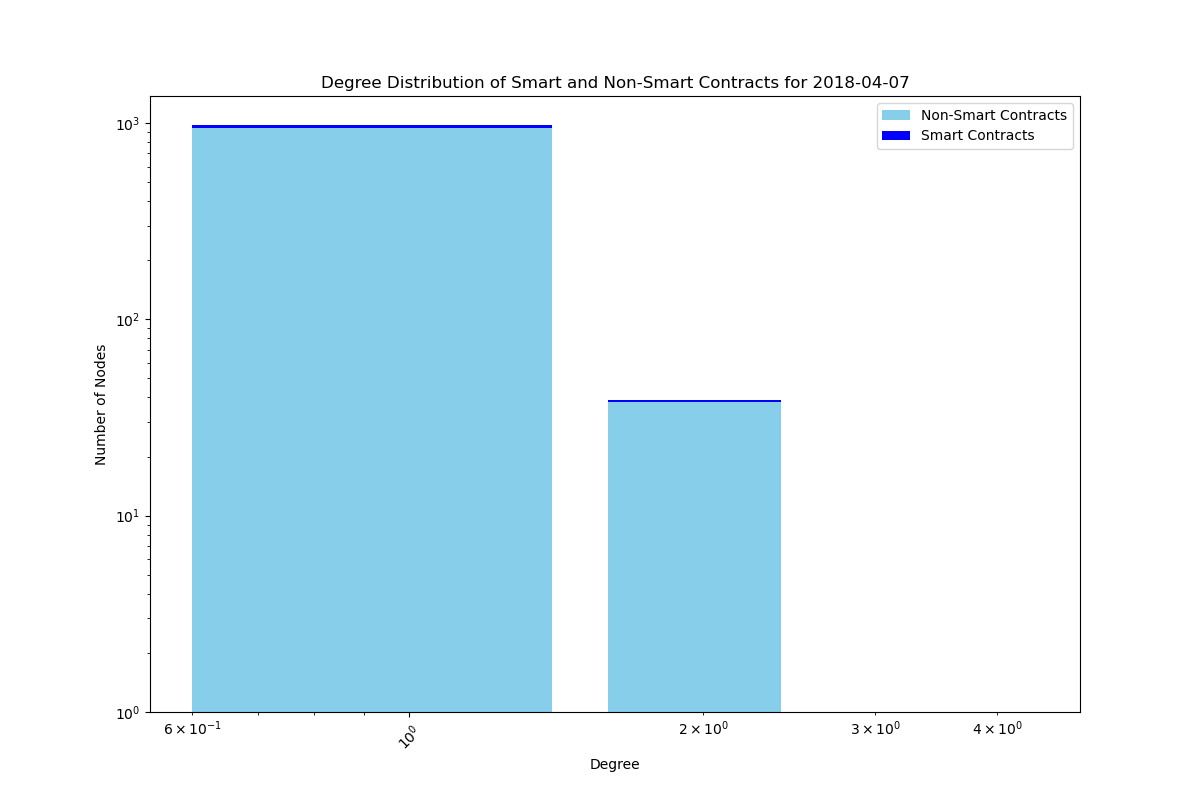 Degree Distribution of Smart and Non-Smart Contracts for 2018-04-07
Non-Smart Contracts
Smart Contracts
Number of Nodes
10³
10²
10¹
10⁰
6 × 10⁻¹
10⁰
2 × 10⁰
3 × 10⁰
4 × 10⁰
Degree